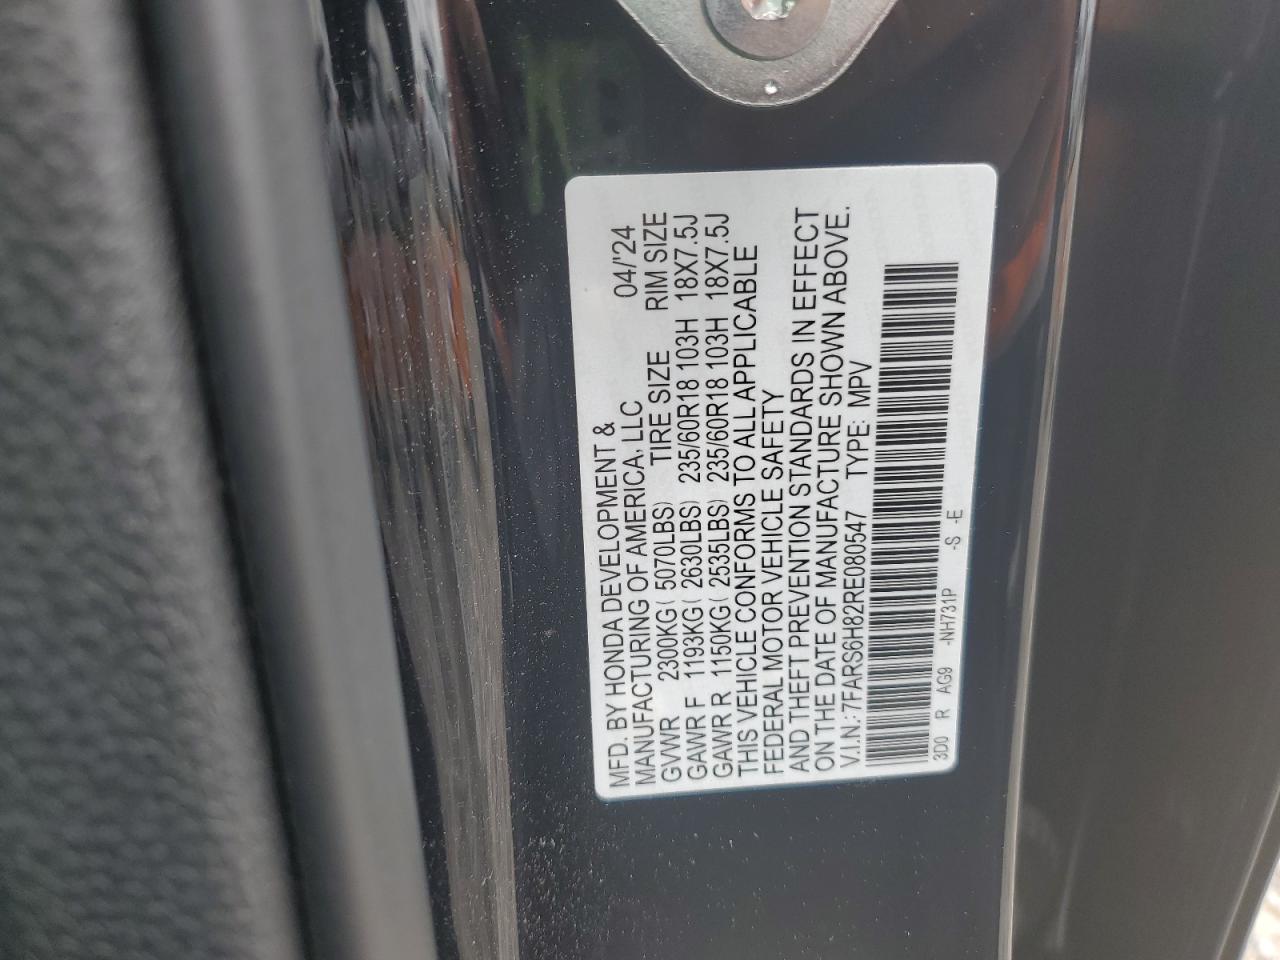 MFD. BY HONDA DEVELOPMENT &
MANUFACTURING OF AMERICA, LLC 04/'24
GVWR 2300KG( 5070LBS) TIRE SIZE RIM SIZE
GAWR F 1193KG( 2630LBS) 235/60R18 103H 18X7.5J
GAWR R 1150KG( 2535LBS) 235/60R18 103H 18X7.5J
THIS VEHICLE CONFORMS TO ALL APPLICABLE
FEDERAL MOTOR VEHICLE SAFETY
AND THEFT PREVENTION STANDARDS IN EFFECT
ON THE DATE OF MANUFACTURE SHOWN ABOVE.
V.I.N.: 7FARS6H82RE080547 TYPE: MPV
3D0 R AG9 -NH731P -S -E